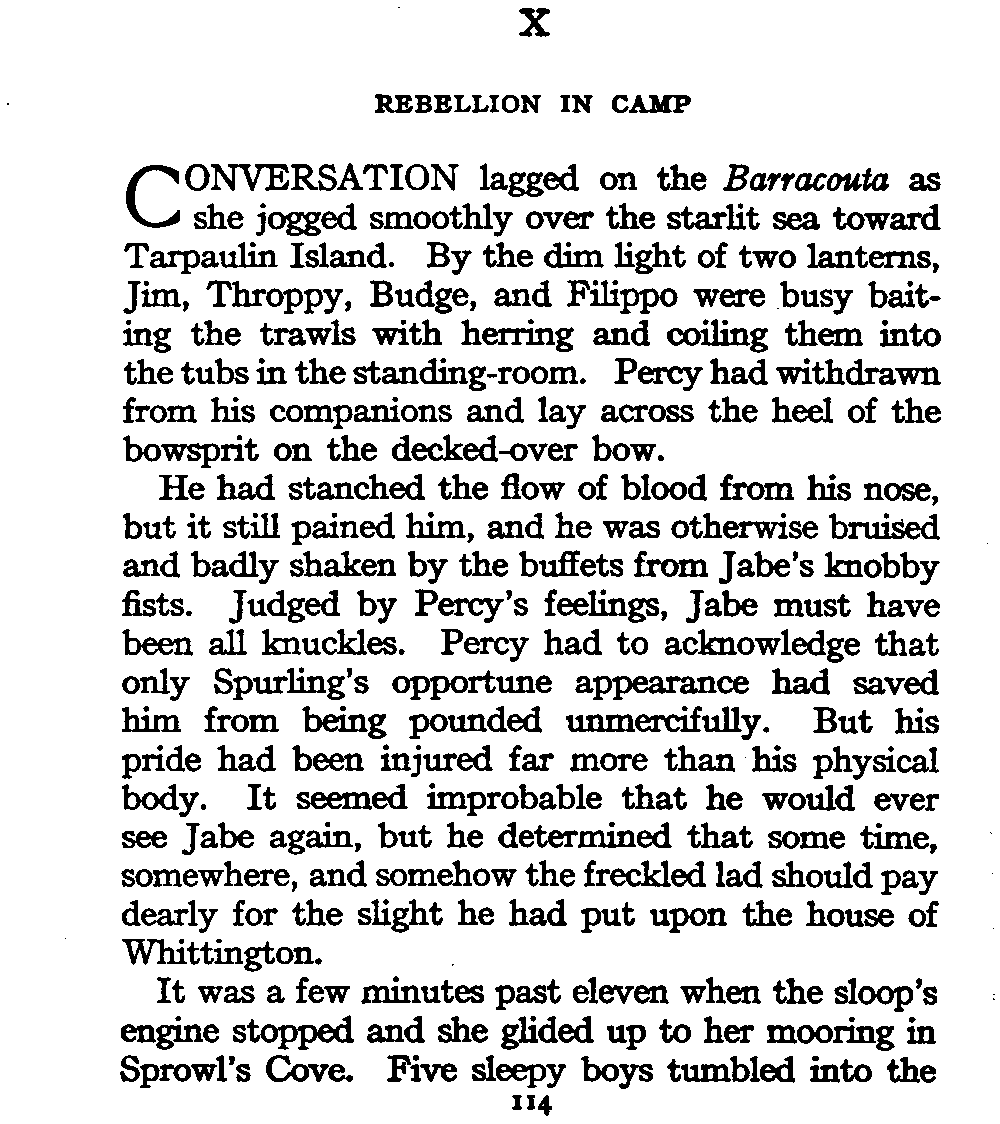 X
REBELLION IN CAMP
CONVERSATION lagged on the Barracouta as
she jogged smoothly over the starlit sea toward
Tarpaulin Island. By the dim light of two lanterns,
Jim, Throppy, Budge, and Filippo were busy bait-
ing the trawls with herring and coiling them into
the tubs in the standing-room. Percy had withdrawn
from his companions and lay across the heel of the
bowsprit on the decked-over bow.
He had stanched the flow of blood from his nose,
but it still pained him, and he was otherwise bruised
and badly shaken by the buffets from Jabe's knobby
fists. Judged by Percy's feelings, Jabe must have
been all knuckles. Percy had to acknowledge that
only Spurling's opportune appearance had saved
him from being pounded unmercifully. But his
pride had been injured far more than his physical
body. It seemed improbable that he would ever
see Jabe again, but he determined that some time,
somewhere, and somehow the freckled lad should pay
dearly for the slight he had put upon the house of
Whittington.
It was a few minutes past eleven when the sloop's
engine stopped and she glided up to her mooring in
Sprowl's Cove. Five sleepy boys tumbled into the
114